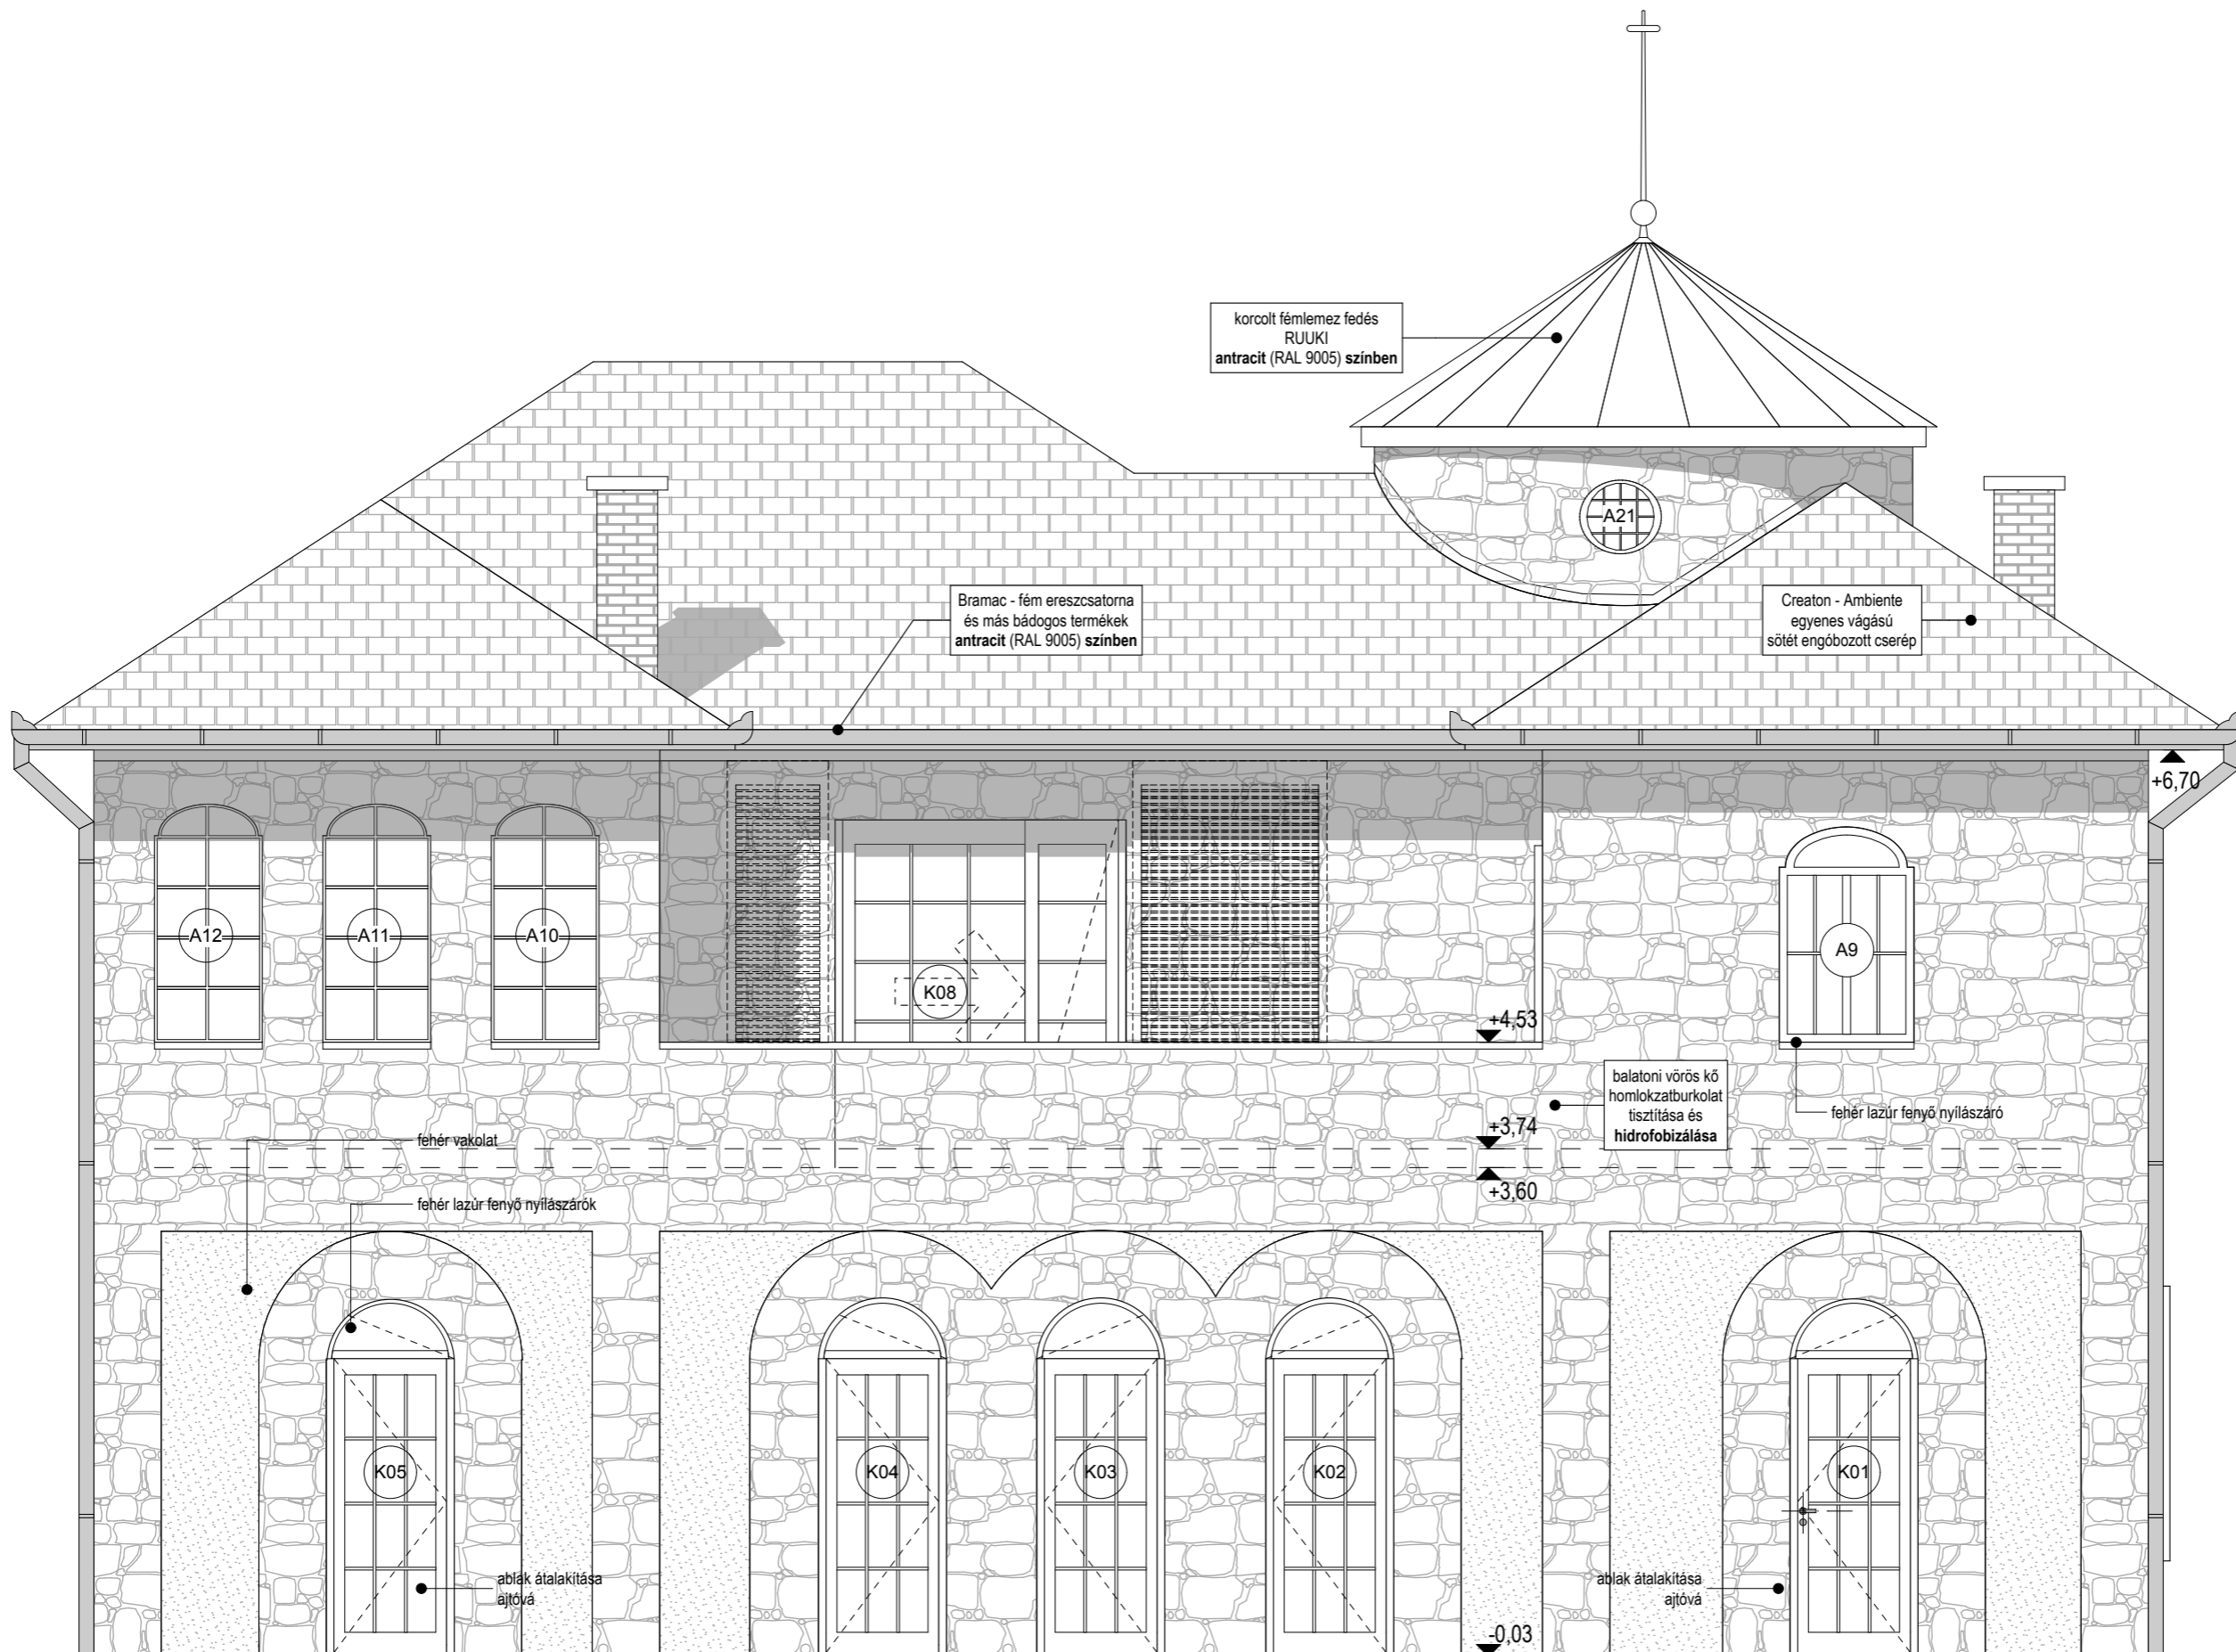 korcolt fémlemez fedés
RUUKI
antracit (RAL 9005) színben
A21
Bramac - fém ereszcsatorna
és más bádogos termékek
antracit (RAL 9005) színben
Creaton - Ambiente
egyenes vágású
sötét engóbozott cserép
+6,70
A12
A11
A10
K08
A9
+4,53
balatoni vörös kő
homlokzatburkolat
tisztítása és
hidrofobizálása
fehér lazúr fenyő nyílászáró
fehér vakolat
+3,74
+3,60
fehér lazúr fenyő nyílászárók
K05
K04
K03
K02
K01
ablak átalakítása
ajtóvá
ablak átalakítása
ajtóvá
-0,03